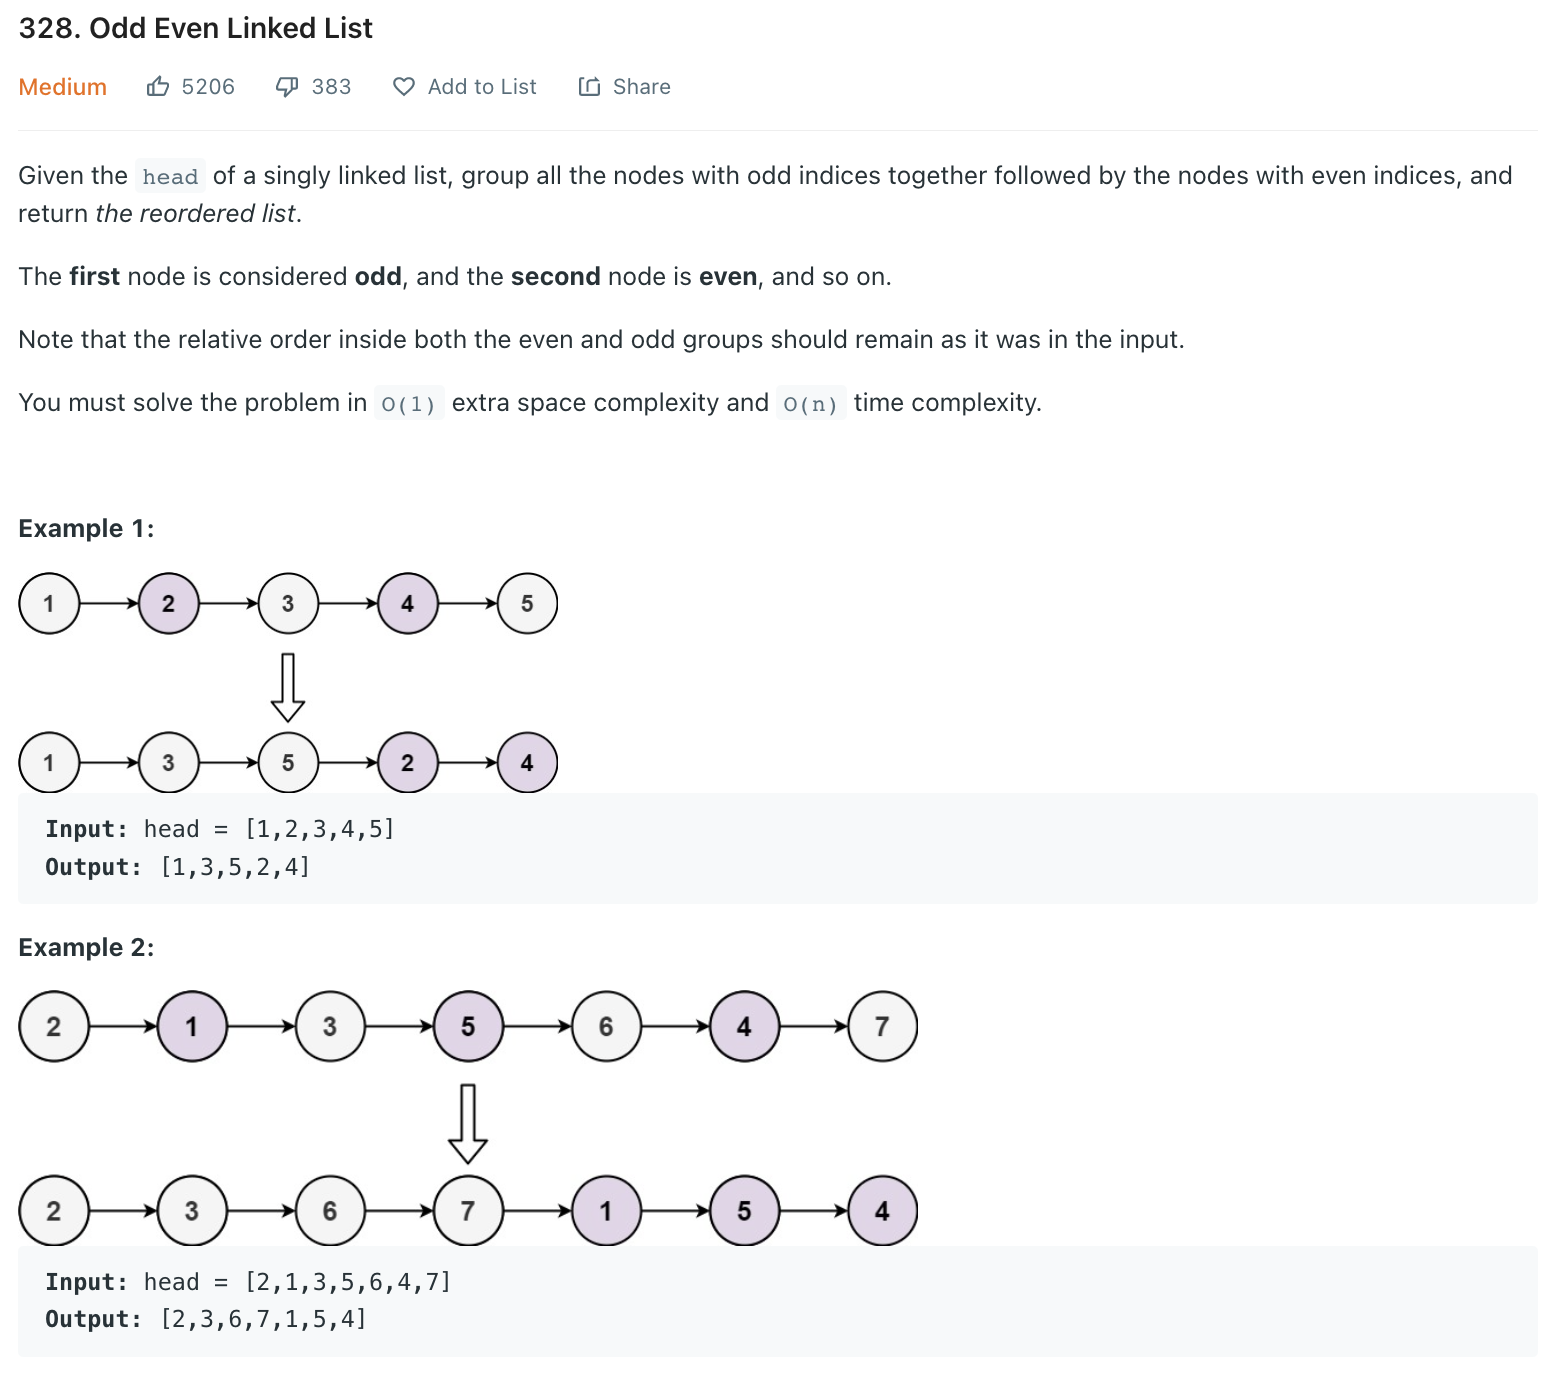 328. Odd Even Linked List
Medium 5206 383 Add to List Share
Given the head of a singly linked list, group all the nodes with odd indices together followed by the nodes with even indices, and
return the reordered list.
The first node is considered odd, and the second node is even, and so on.
Note that the relative order inside both the even and odd groups should remain as it was in the input.
You must solve the problem in O(1) extra space complexity and O(n) time complexity.
Example 1:
1 2 3 4 5
1 3 5 2 4
Input: head = [1,2,3,4,5]
Output: [1,3,5,2,4]
Example 2:
2 1 3 5 6 4 7
2 3 6 7 1 5 4
Input: head = [2,1,3,5,6,4,7]
Output: [2,3,6,7,1,5,4]